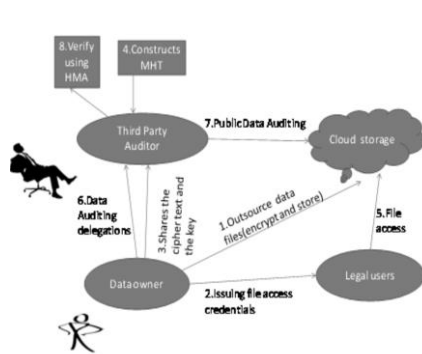 8.Verify
using
HMA
4.Constructs
MHT
Third Party
Auditor
7.PublicData Auditing
Cloud storage
6.Data
Auditing
delegations
3.Shares the
cipher text and
the key
1.Outsource data
files(encrypt and store)
5.File
access
Dataowner
2.Issuing file access
credentials
Legal users